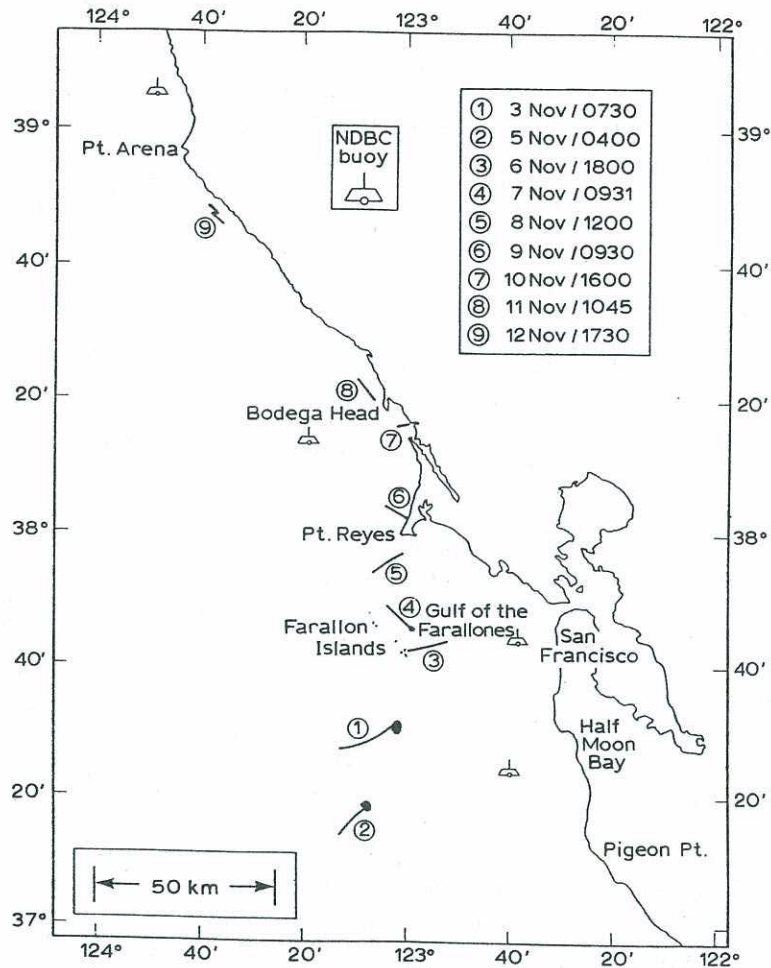 124° 40' 20' 123° 40' 20' 122°
39°
Pt. Arena
NDBC
buoy
① 3 Nov / 0730
② 5 Nov / 0400
③ 6 Nov / 1800
④ 7 Nov / 0931
⑤ 8 Nov / 1200
⑥ 9 Nov / 0930
⑦ 10 Nov / 1600
⑧ 11 Nov / 1045
⑨ 12 Nov / 1730
39°
⑨
40'
40'
⑧
20'
20'
Bodega Head
⑦
⑥
38°
Pt. Reyes
38°
⑤
④
Gulf of the
Farallones
Farallon
Islands
③
San
Francisco
40'
40'
①
Half
Moon
Bay
20'
20'
②
Pigeon Pt.
50 km
37°
124° 40' 20' 123° 40' 20' 122°